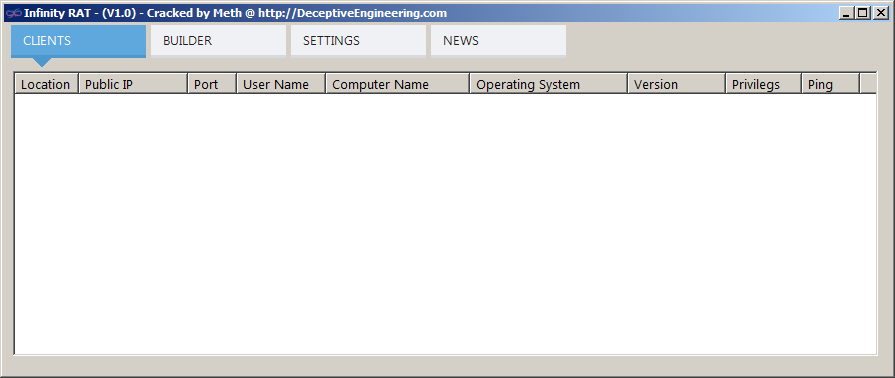 Infinity RAT - (V1.0) - Cracked by Meth @ http://DeceptiveEngineering.com
CLIENTS BUILDER SETTINGS NEWS
Location Public IP Port User Name Computer Name Operating System Version Privilegs Ping